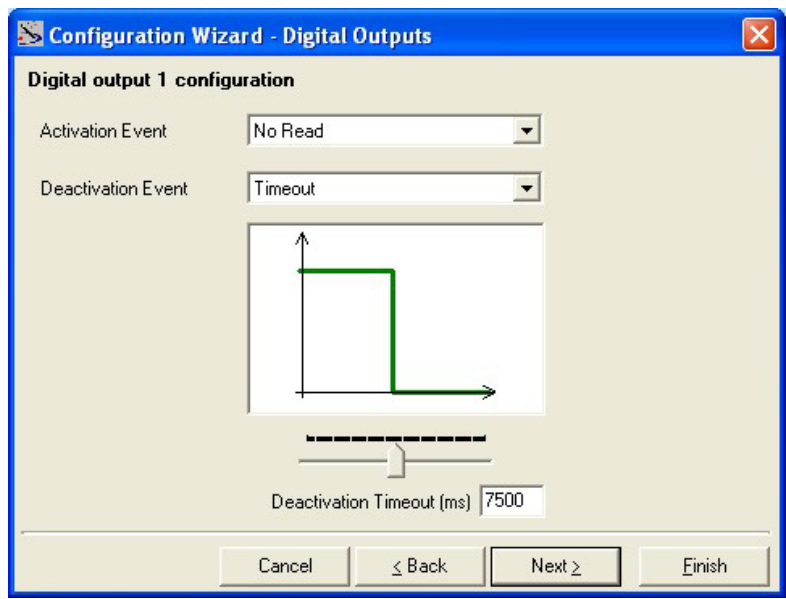 Configuration Wizard - Digital Outputs
Digital output 1 configuration
Activation Event No Read
Deactivation Event Timeout
Deactivation Timeout (ms) 7500
Cancel < Back Next > Finish